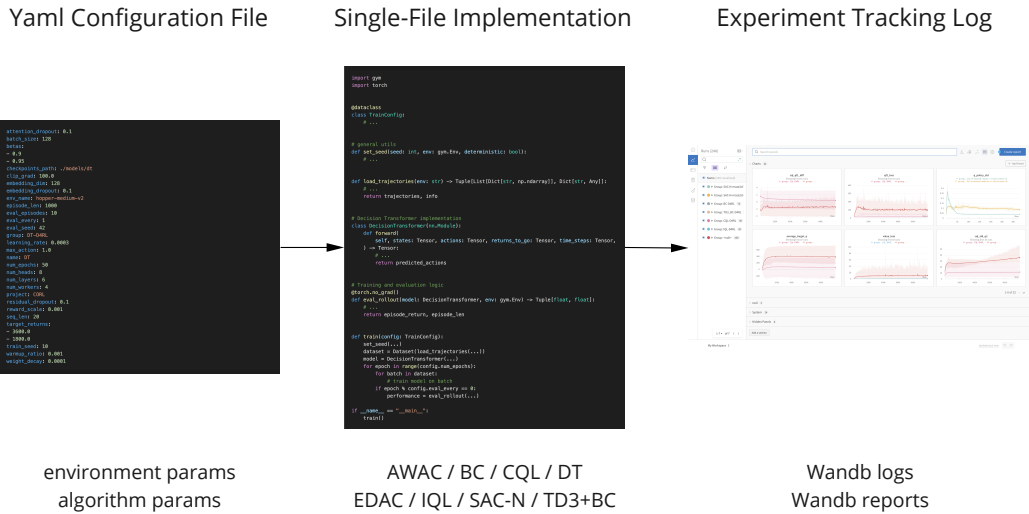 Yaml Configuration File
Single-File Implementation
Experiment Tracking Log
attention_dropout: 0.1
batch_size: 128
betas:
- 0.9
- 0.95
checkpoints_path: ./models/dt
clip_grad: 100.0
embedding_dim: 128
embedding_dropout: 0.1
env_name: hopper-medium-v2
episode_len: 1000
eval_episodes: 10
eval_every: 1
eval_seed: 42
group: DT-D4RL
learning_rate: 0.0003
max_action: 1.0
name: DT
num_epochs: 50
num_heads: 8
num_layers: 6
num_workers: 4
project: CORL
residual_dropout: 0.1
reward_scale: 0.001
seq_len: 20
target_returns:
- 3600.0
- 1800.0
train_seed: 10
warmup_ratio: 0.001
weight_decay: 0.0001
import gym
import torch
@dataclass
class TrainConfig:
# ...
# general utils
def set_seed(seed: int, env: gym.Env, deterministic: bool):
# ...
def load_trajectories(env: str) -> Tuple[List[Dict[str, np.ndarray]], Dict[str, Any]]:
# ...
return trajectories, info
# Decision Transformer implementation
class DecisionTransformer(nn.Module):
def forward(
self, states: Tensor, actions: Tensor, returns_to_go: Tensor, time_steps: Tensor,
) -> Tensor:
# ...
return predicted_actions
# Training and evaluation logic
@torch.no_grad()
def eval_rollout(model: DecisionTransformer, env: gym.Env) -> Tuple[float, float]:
# ...
return episode_return, episode_len
def train(config: TrainConfig):
set_seed(...)
dataset = Dataset(load_trajectories(...))
model = DecisionTransformer(...)
for epoch in range(config.num_epochs):
for batch in dataset:
# train model on batch
if epoch % config.eval_every == 0:
performance = eval_rollout(...)
if __name__ == "__main__":
train()
My Workspace
environment params
algorithm params
AWAC / BC / CQL / DT
EDAC / IQL / SAC-N / TD3+BC
Wandb logs
Wandb reports